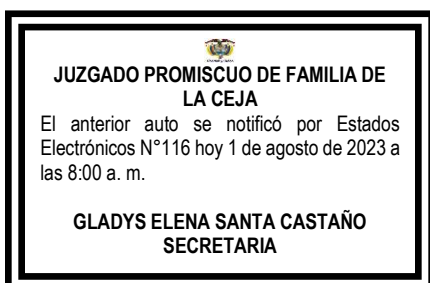 JUZGADO PROMISCUO DE FAMILIA DE
LA CEJA
El anterior auto se notificó por Estados
Electrónicos N°116 hoy 1 de agosto de 2023 a
las 8:00 a. m.
GLADYS ELENA SANTA CASTAÑO
SECRETARIA